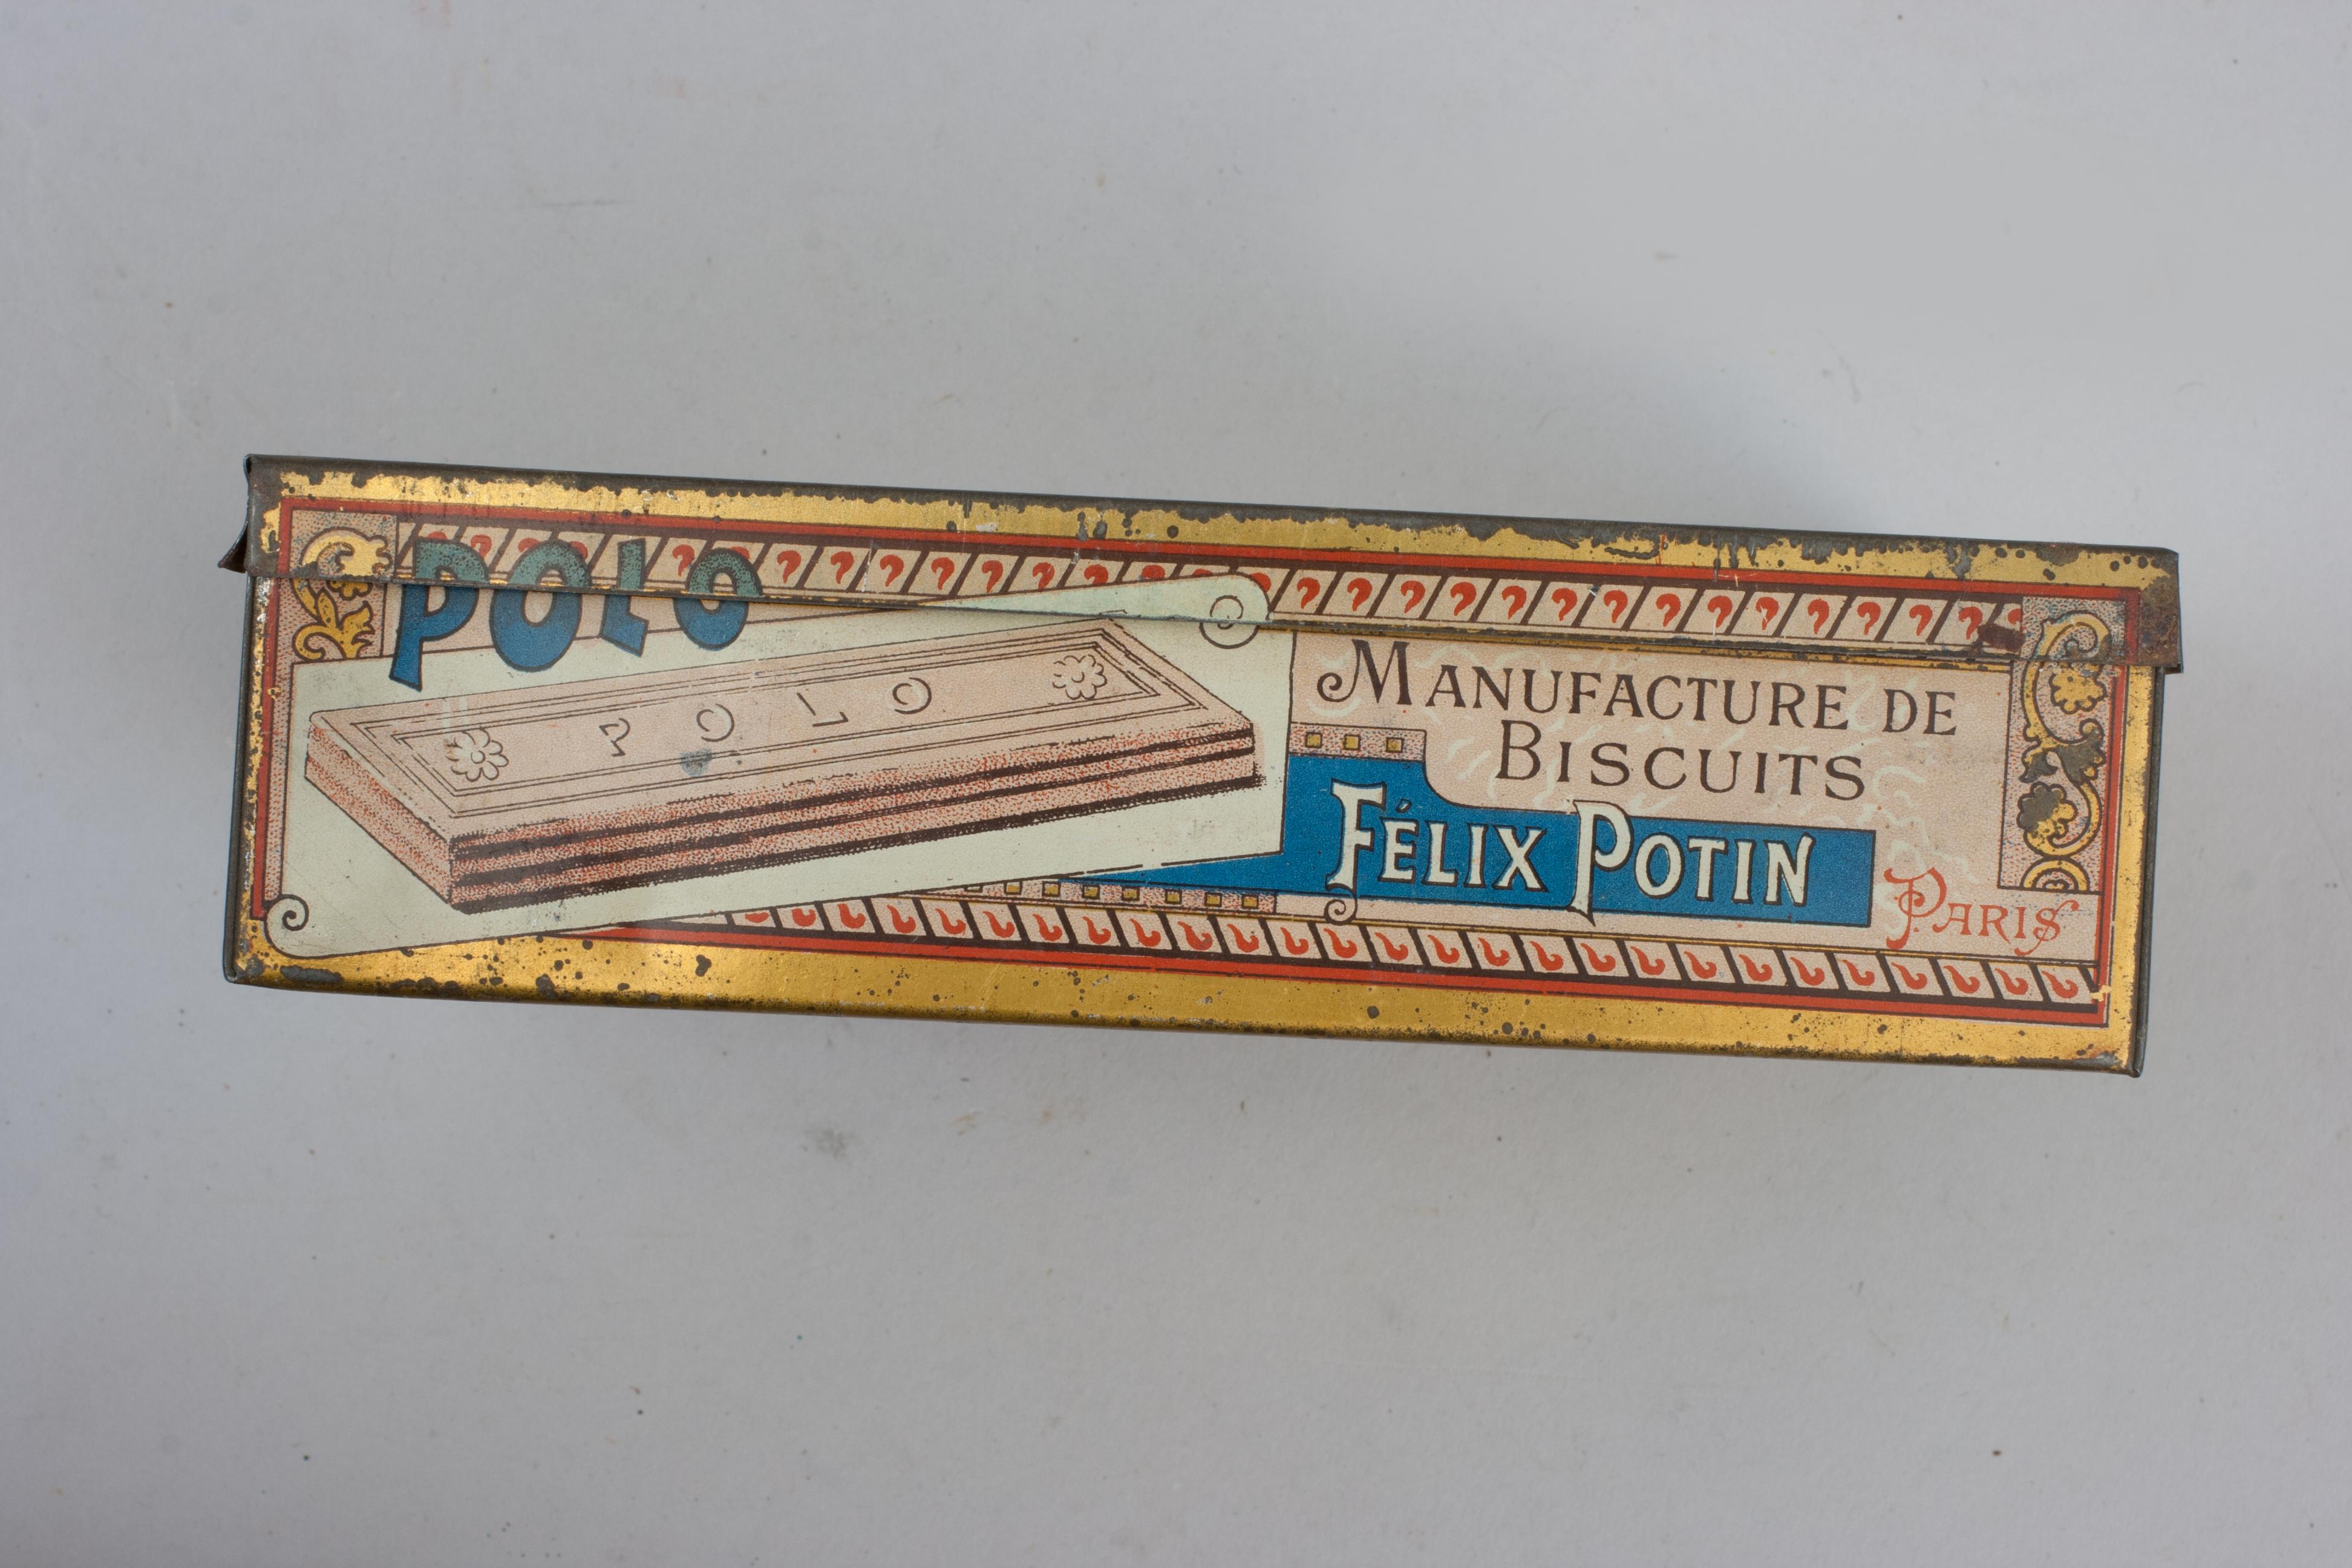 POLO
POLO
MANUFACTURE DE
BISCUITS
FÉLIX POTIN
PARIS